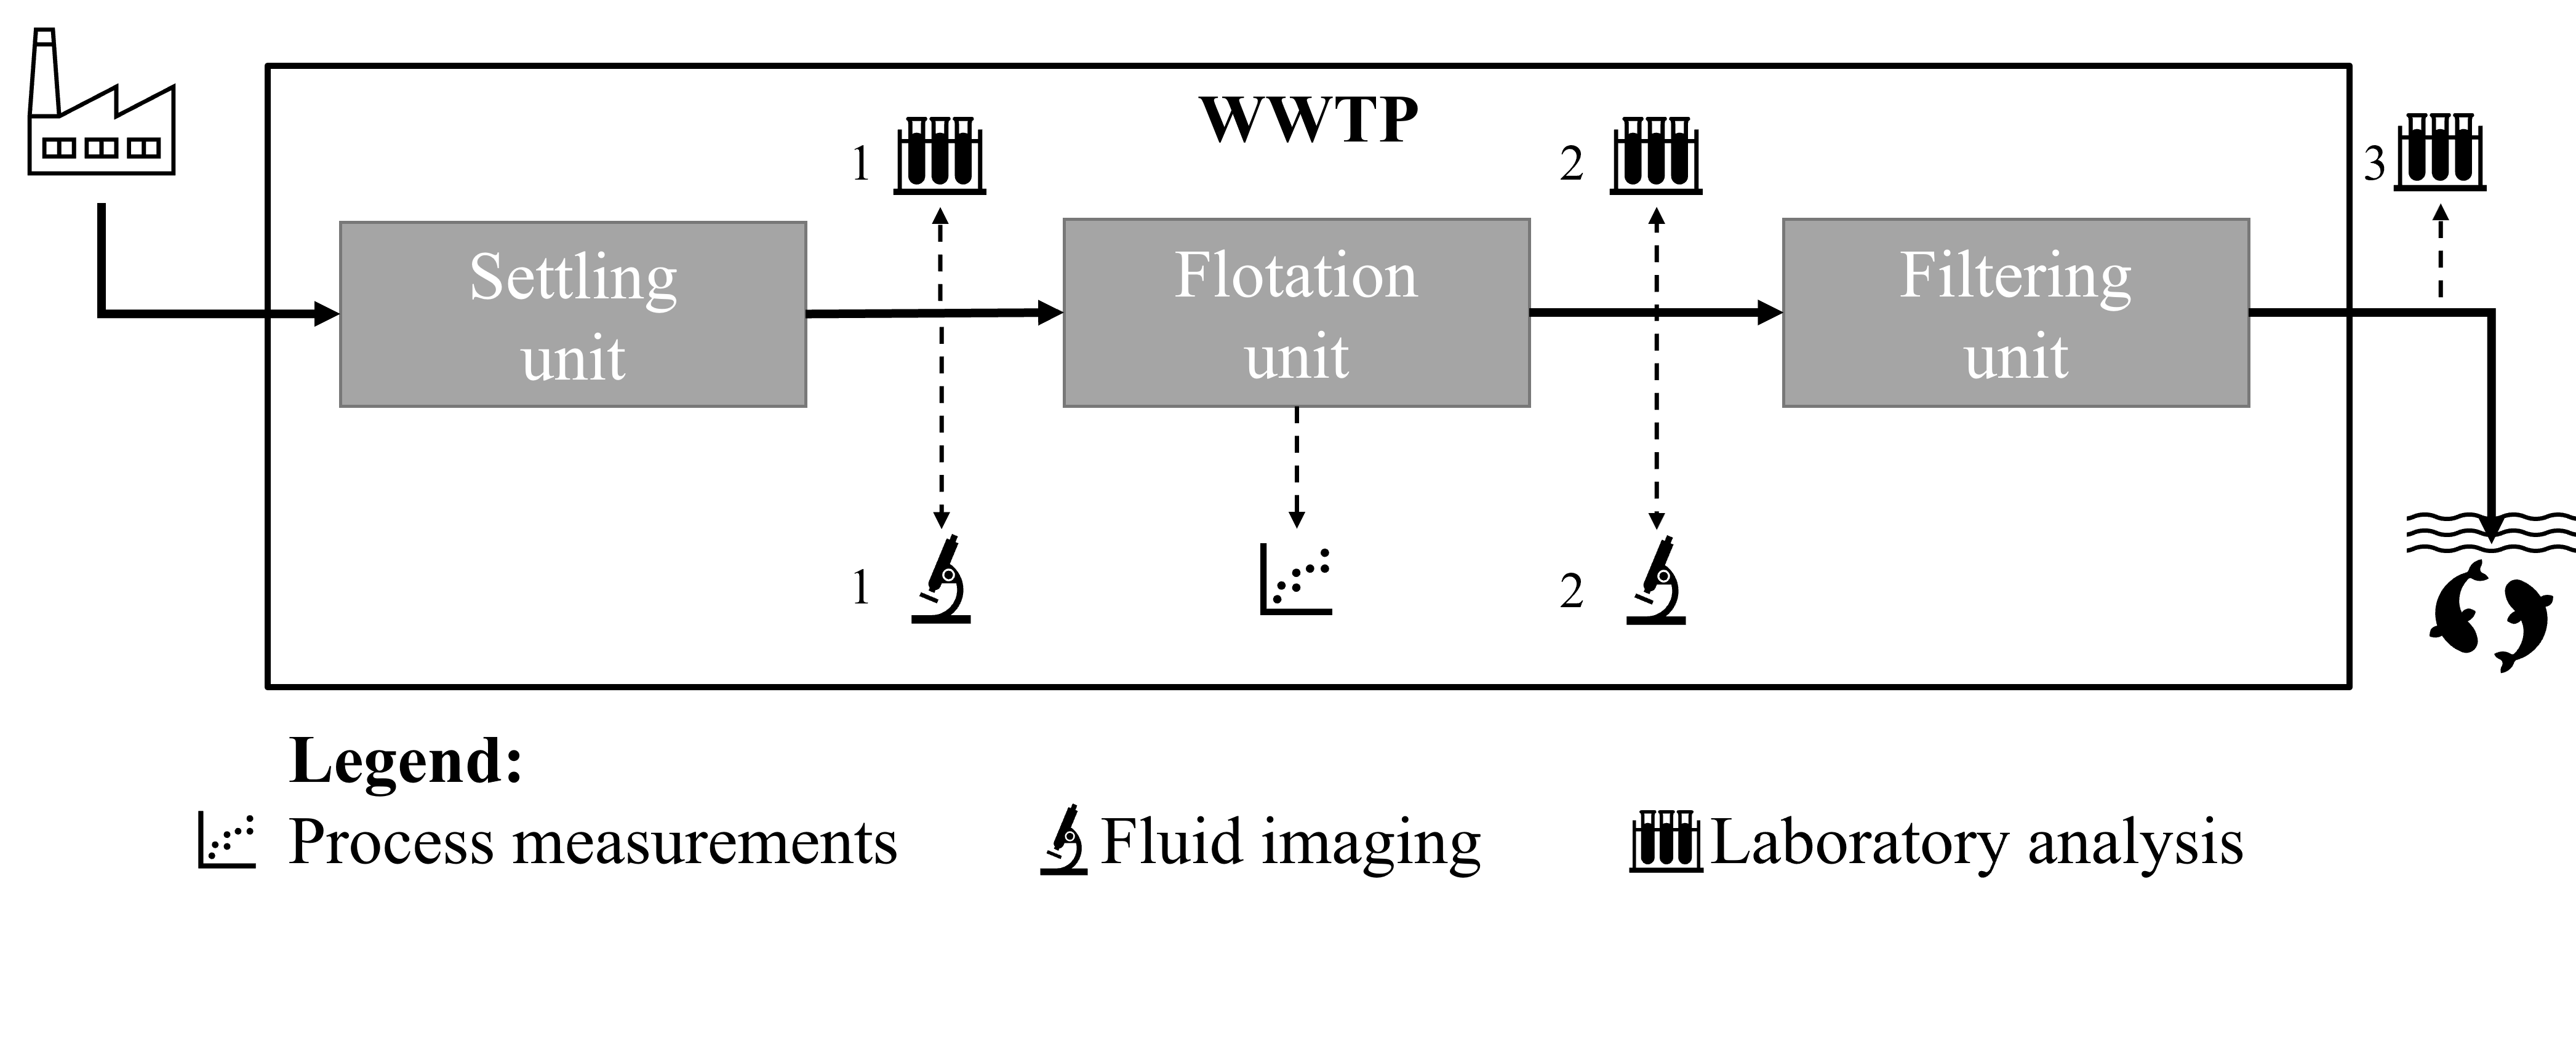 WWTP
1
2
3
Settling
unit
Flotation
unit
Filtering
unit
1
2
Legend:
Process measurements
Fluid imaging
Laboratory analysis